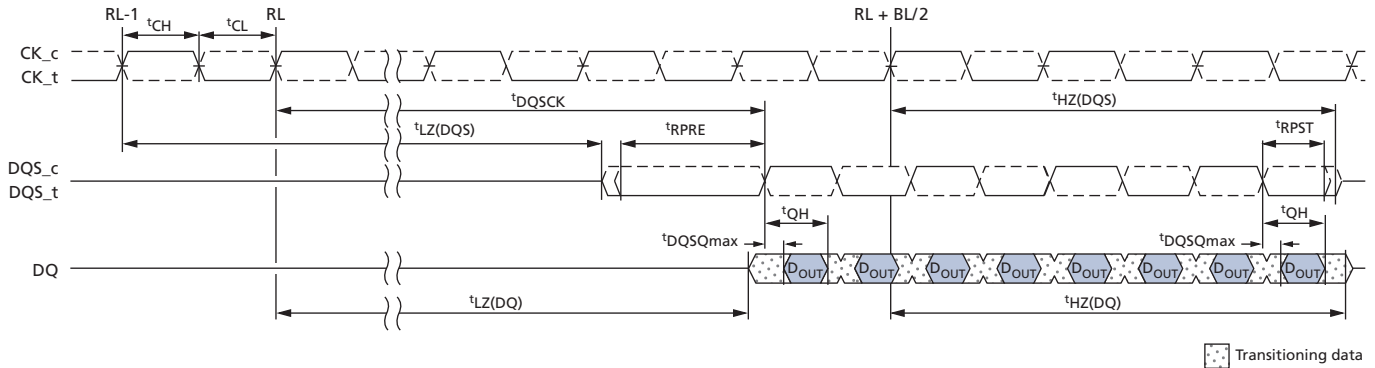 RL-1 RL RL + BL/2
tCH tCL
CK_c
CK_t
tDQSCK tHZ(DQS)
tLZ(DQS) tRPRE tRPST
DQS_c
DQS_t
tQH tQH
tDQSQmax tDQSQmax
DQ DOUT DOUT DOUT DOUT DOUT DOUT DOUT DOUT
tLZ(DQ) tHZ(DQ)
Transitioning data